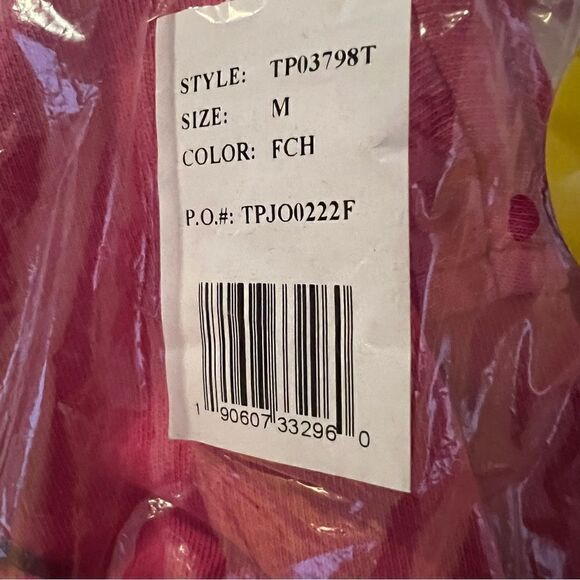 STYLE: TP03798T
SIZE: M
COLOR: FCH
P.O.#: TPJO0222F
1 90607 33296 0